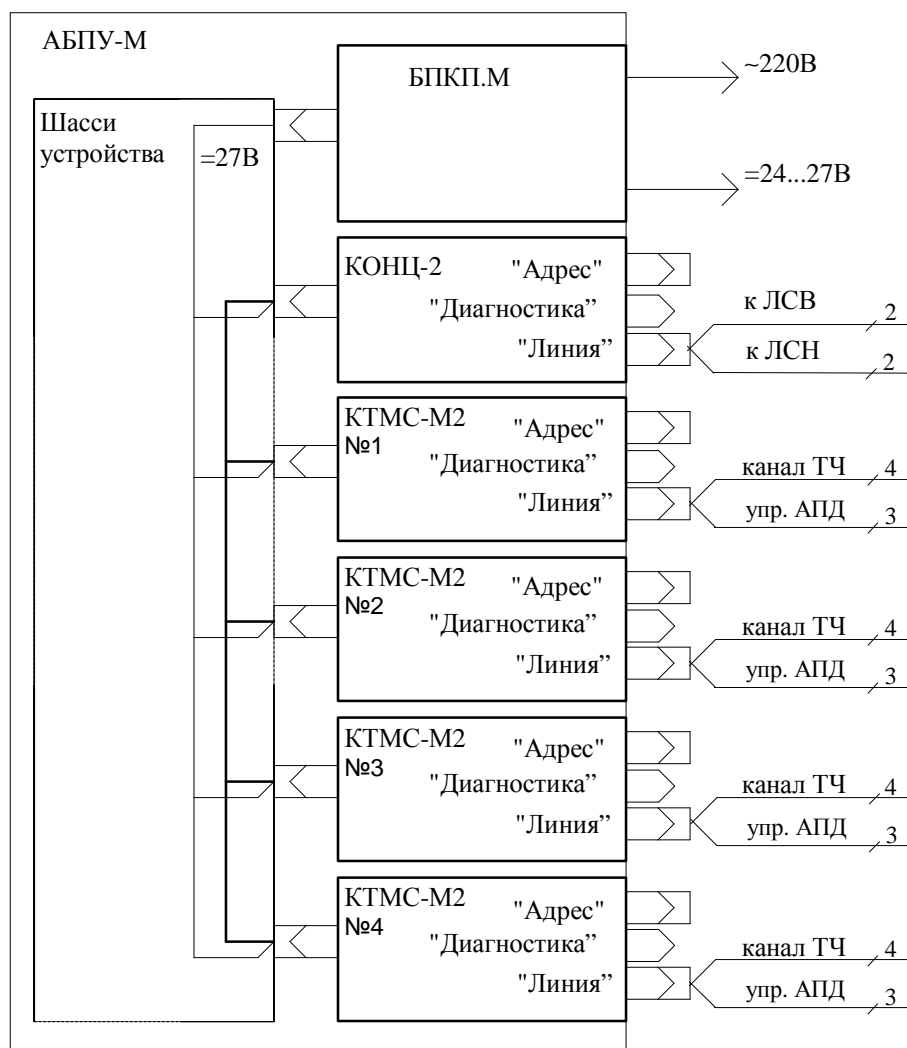 АБПУ-М
БПКП.М
~220В
=24...27В
Шасси
устройства
=27В
КОНЦ-2
"Адрес"
"Диагностика”
"Линия”
к ЛСВ
2
к ЛСН
2
КТМС-М2
№1
"Адрес"
"Диагностика”
"Линия”
канал ТЧ
4
упр. АПД
3
КТМС-М2
№2
"Адрес"
"Диагностика”
"Линия”
канал ТЧ
4
упр. АПД
3
КТМС-М2
№3
"Адрес"
"Диагностика”
"Линия”
канал ТЧ
4
упр. АПД
3
КТМС-М2
№4
"Адрес"
"Диагностика”
"Линия”
канал ТЧ
4
упр. АПД
3